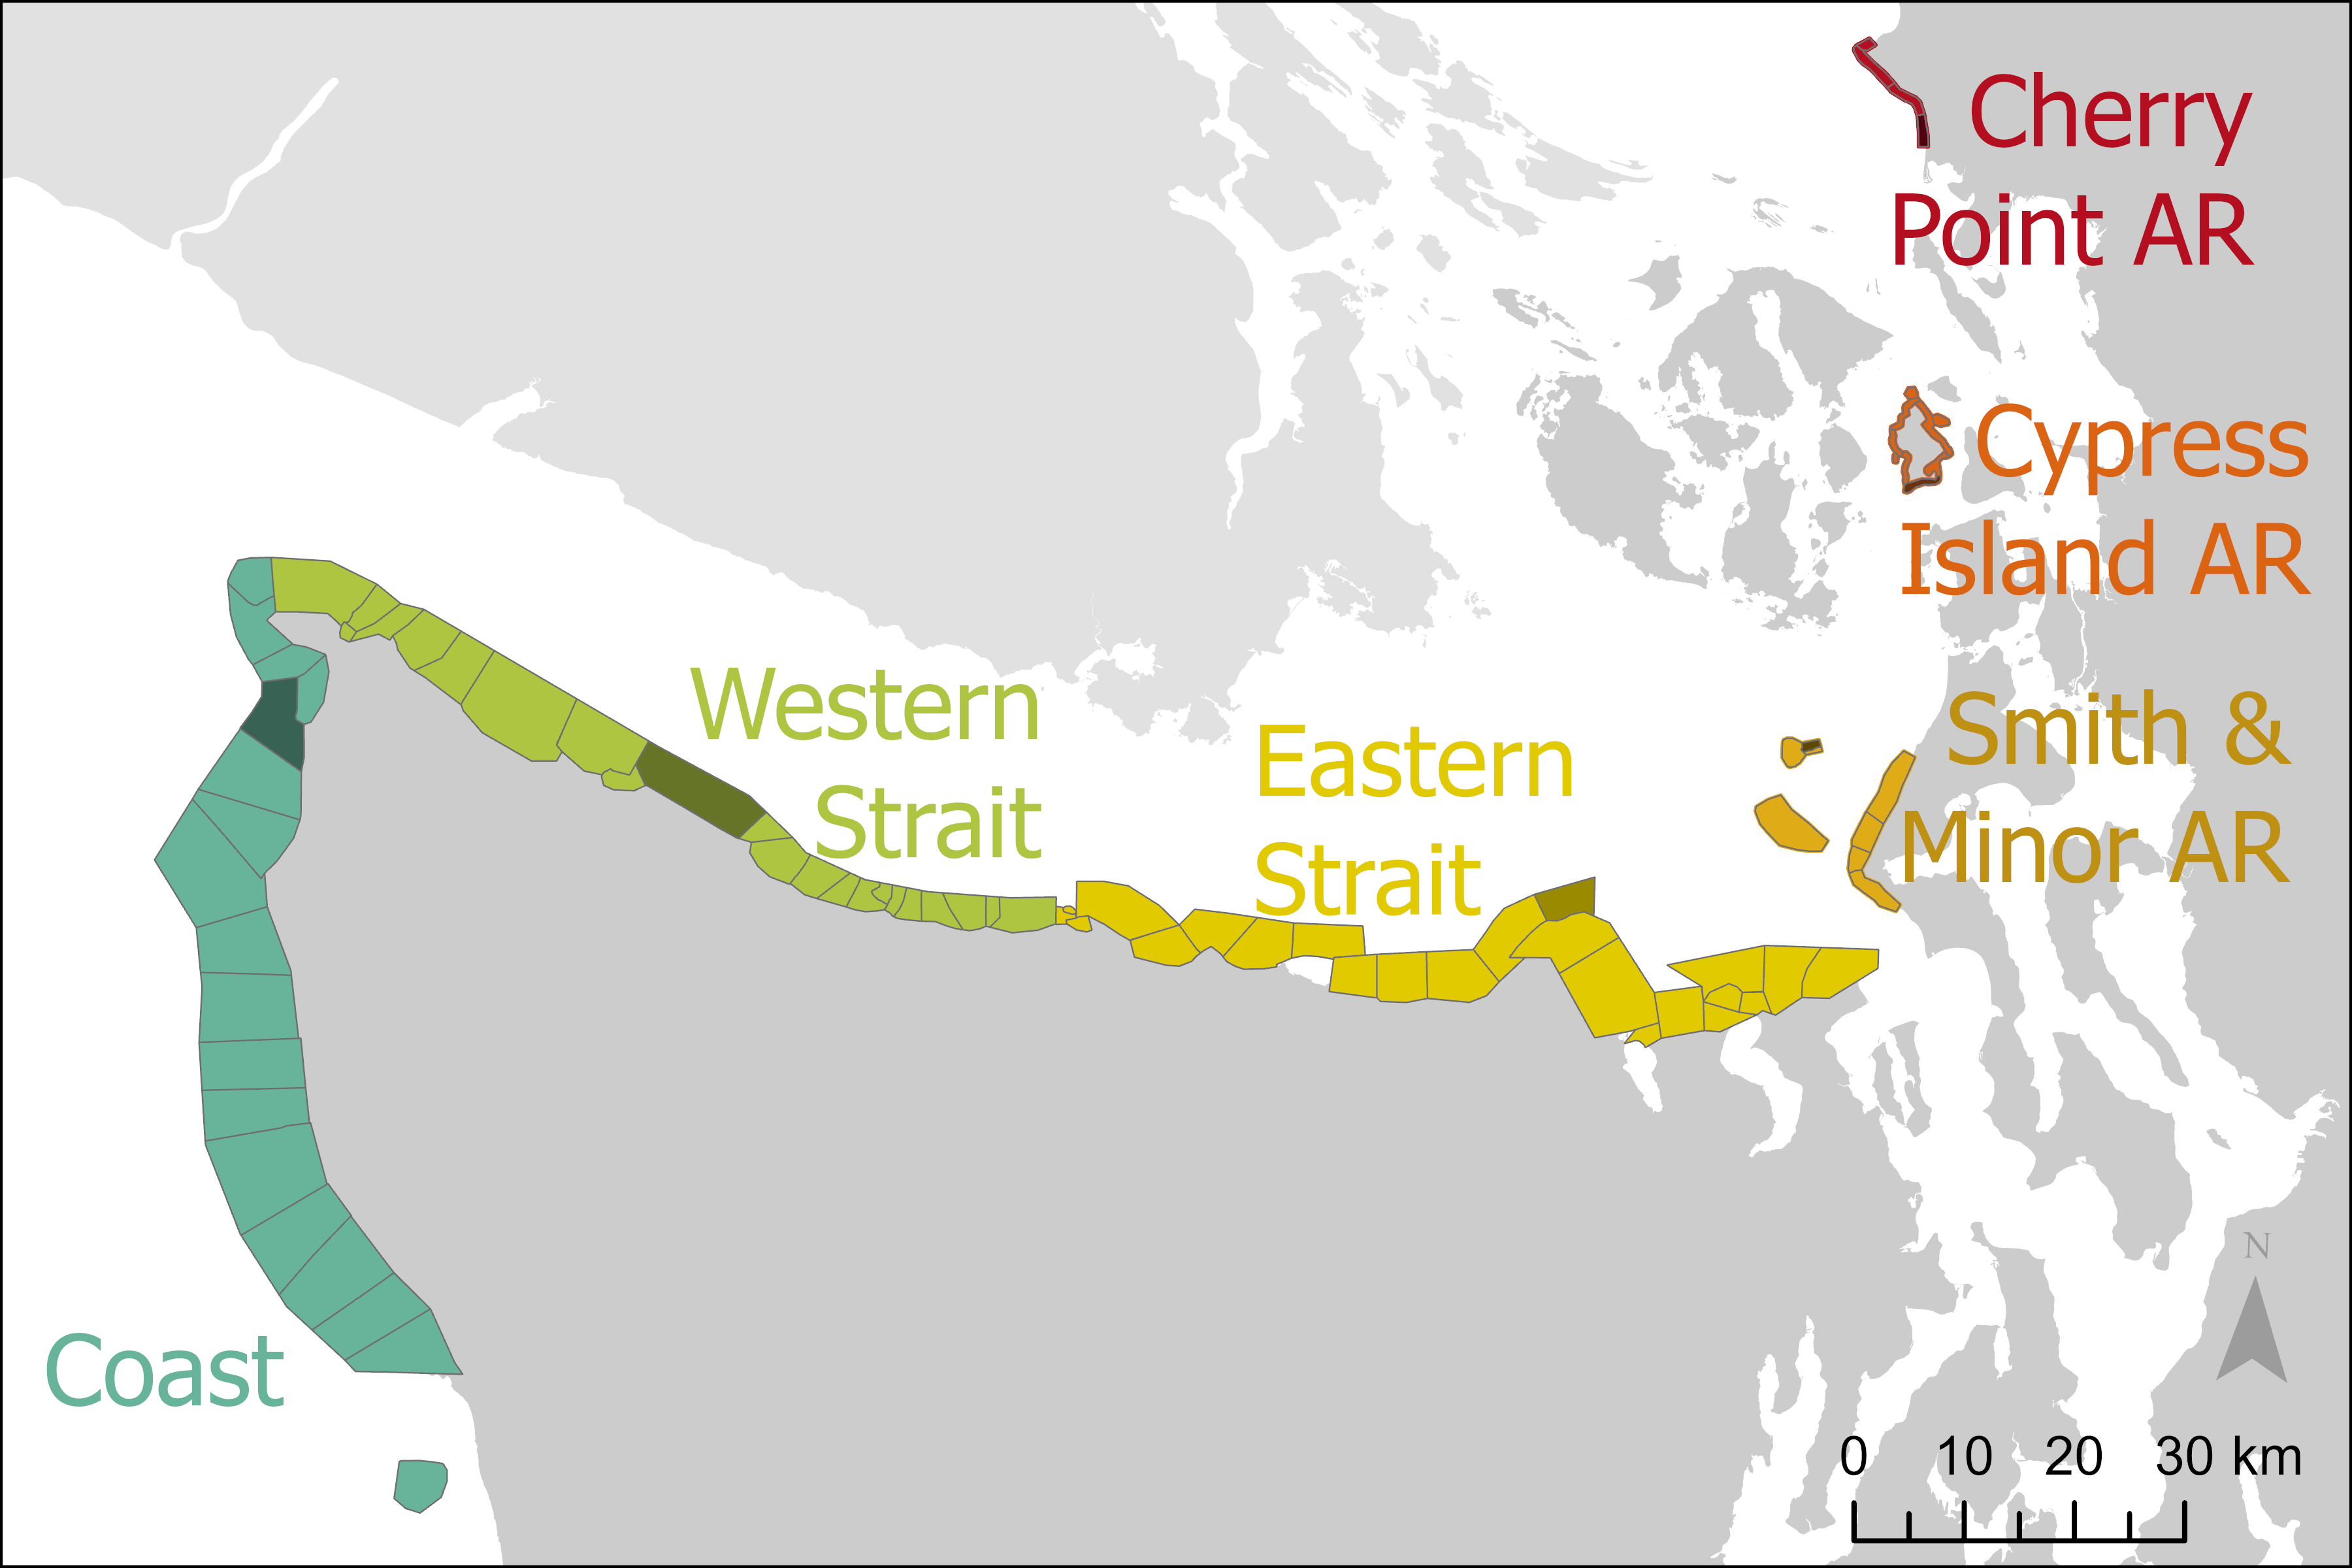 Cherry
Point AR
Cypress
Island AR
Western
Strait
Eastern
Strait
Smith &
Minor AR
Coast
N
0 10 20 30 km